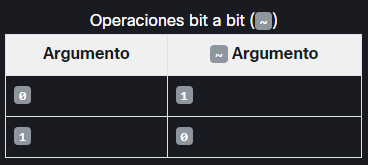 Operaciones bit a bit (~)
Argumento ~ Argumento
0 1
1 0